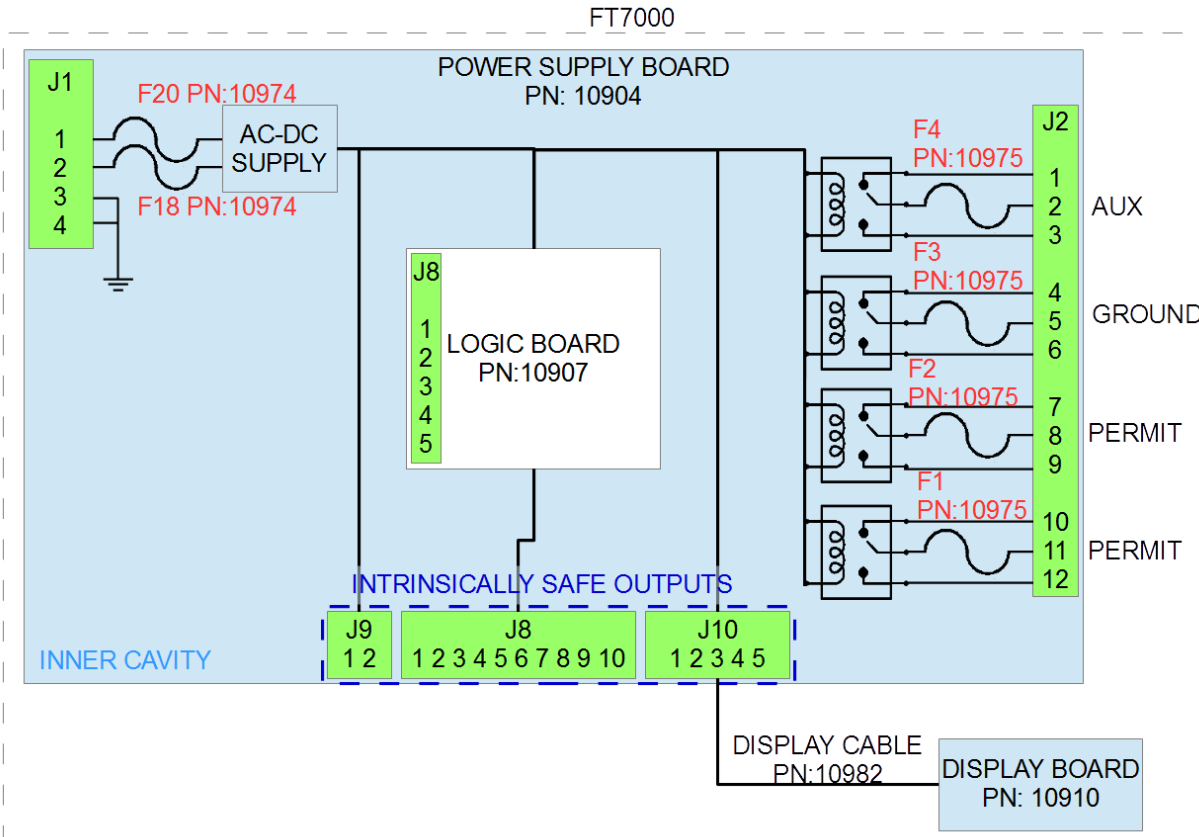 FT7000
POWER SUPPLY BOARD
PN: 10904
J1
1
2
3
4
F20 PN:10974
AC-DC
SUPPLY
F18 PN:10974
J8
1
2
3
4
5
LOGIC BOARD
PN:10907
F4
PN:10975
F3
PN:10975
F2
PN:10975
F1
PN:10975
J2
1
2
3
4
5
6
7
8
9
10
11
12
AUX
GROUND
PERMIT
PERMIT
INTRINSICALLY SAFE OUTPUTS
J9
1 2
J8
1 2 3 4 5 6 7 8 9 10
J10
1 2 3 4 5
INNER CAVITY
DISPLAY CABLE
PN:10982
DISPLAY BOARD
PN: 10910